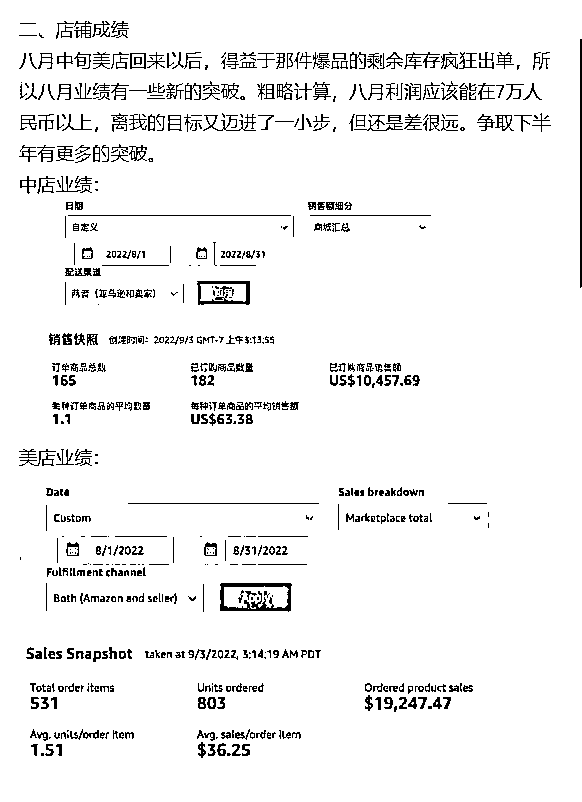 二、店铺成绩
八月中旬美店回来以后，得益于那件爆品的剩余库存疯狂出单，所
以八月业绩有一些新的突破。粗略计算，八月利润应该能在7万人
民币以上，离我的目标又迈进了一小步，但还是差很远。争取下半
年有更多的突破。
中店业绩：
日期 销售额细分
自定义 商城汇总
2022/8/1 2022/8/31
配送渠道
两者（亚马逊和卖家）
销售快照 创建时间：2022/9/3 GMT-7 上午3:13:55
订单商品总数 已订购商品数量 已订购商品销售额
165 182 US$10,457.69
每种订单商品的平均数量 每种订单商品的平均销售额
1.1 US$63.38
美店业绩：
Date Sales breakdown
Custom Marketplace total
8/1/2022 8/31/2022
Fulfillment channel
Both (Amazon and seller) Apply
Sales Snapshot taken at 9/3/2022, 3:14:19 AM PDT
Total order items Units ordered Ordered product sales
531 803 $19,247.47
Avg. units/order item Avg. sales/order item
1.51 $36.25